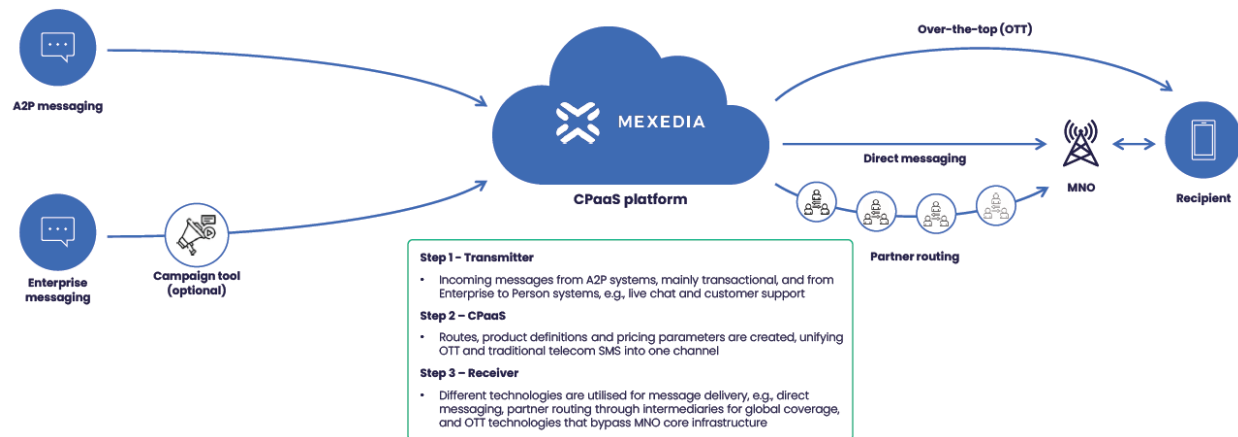 Over-the-top (OTT)
A2P messaging
MEXEDIA
CPaaS platform
Direct messaging
MNO
Recipient
Partner routing
Enterprise
messaging
Campaign tool
(optional)
Step 1 - Transmitter
• Incoming messages from A2P systems, mainly transactional, and from
Enterprise to Person systems, e.g., live chat and customer support
Step 2 – CPaaS
• Routes, product definitions and pricing parameters are created, unifying
OTT and traditional telecom SMS into one channel
Step 3 – Receiver
• Different technologies are utilised for message delivery, e.g., direct
messaging, partner routing through intermediaries for global coverage,
and OTT technologies that bypass MNO core infrastructure